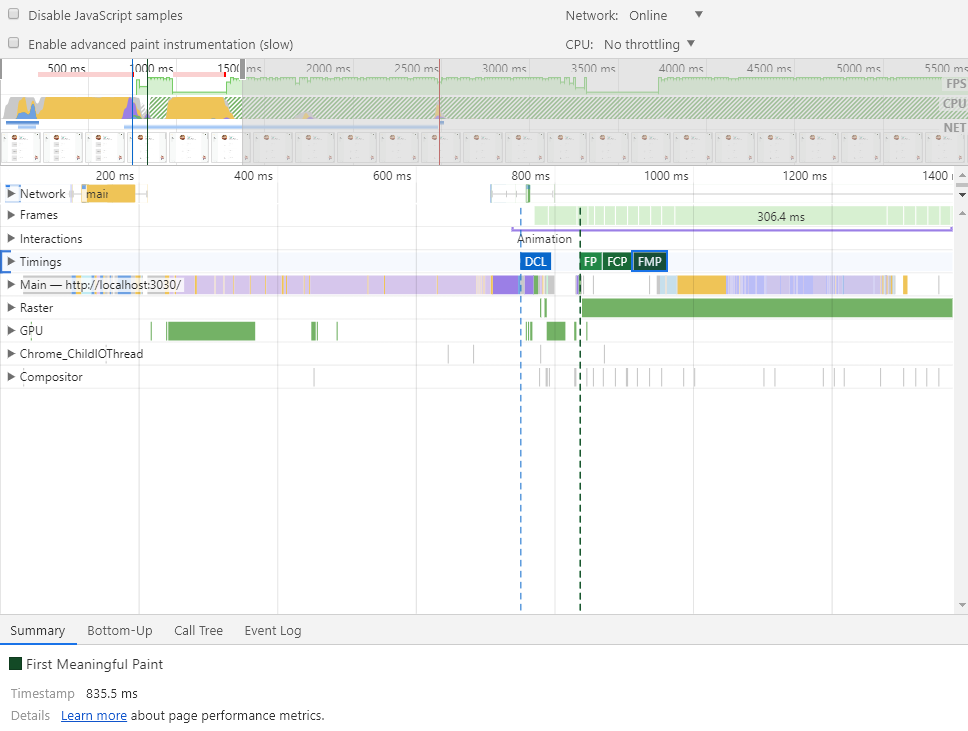 Disable JavaScript samples Network: Online
Enable advanced paint instrumentation (slow) CPU: No throttling
500 ms 1000 ms 1500 ms 2000 ms 2500 ms 3000 ms 3500 ms 4000 ms 4500 ms 5000 ms 5500 ms
FPS
CPU
NET
200 ms 400 ms 600 ms 800 ms 1000 ms 1200 ms 1400
Network main
Frames 306.4 ms
Interactions Animation
Timings DCL FP FCP FMP
Main — http://localhost:3030/
Raster
GPU
Chrome_ChildIOThread
Compositor
Summary Bottom-Up Call Tree Event Log
First Meaningful Paint
Timestamp 835.5 ms
Details Learn more about page performance metrics.